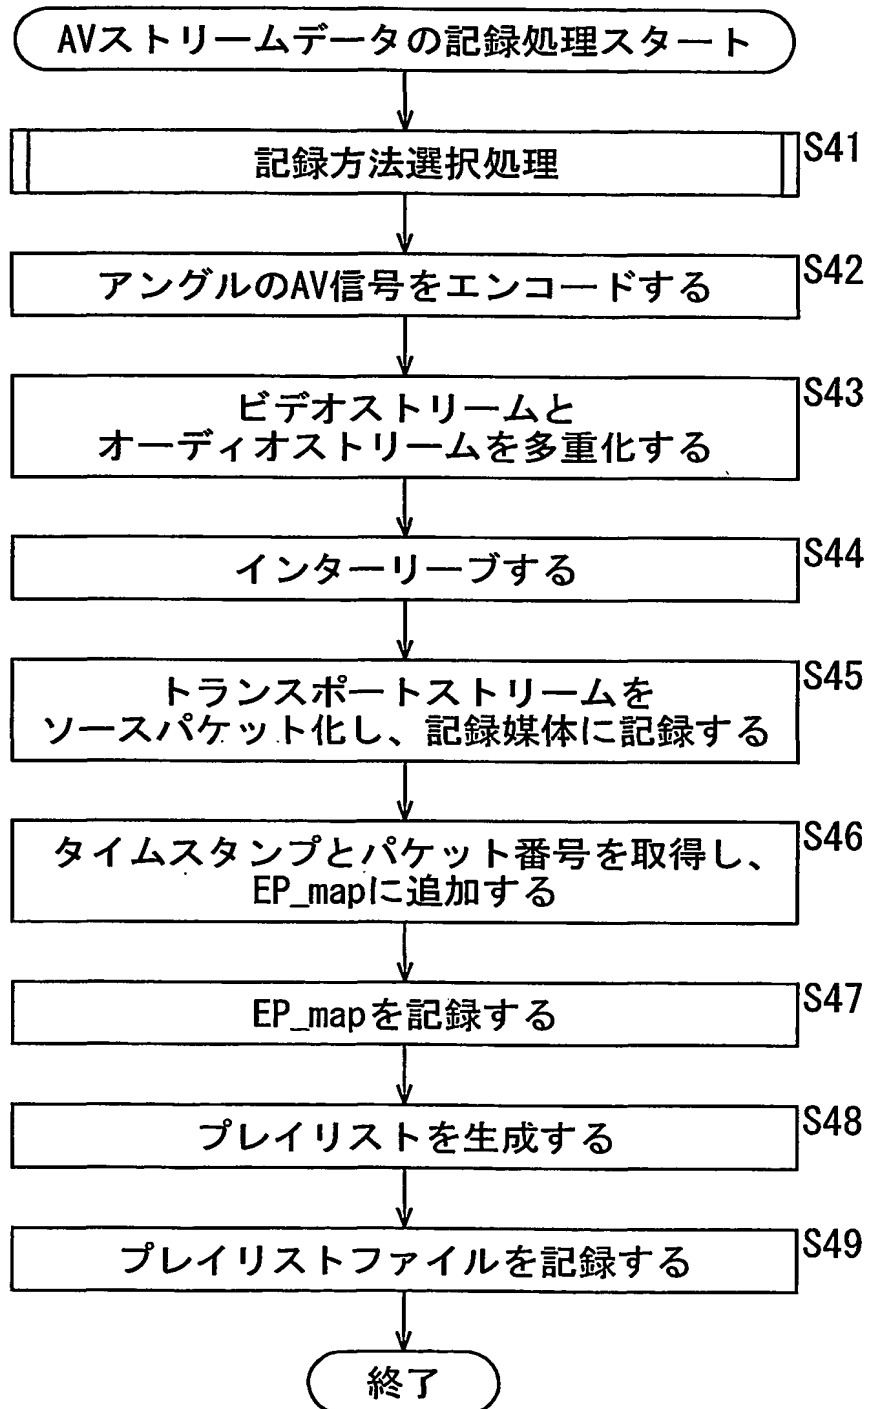 AVストリームデータの記録処理スタート
記録方法選択処理
S41
アングルのAV信号をエンコードする
S42
ビデオストリームと
オーディオストリームを多重化する
S43
インターリーブする
S44
トランスポートストリームを
ソースパケット化し、記録媒体に記録する
S45
タイムスタンプとパケット番号を取得し、
EP_mapに追加する
S46
EP_mapを記録する
S47
プレイリストを生成する
S48
プレイリストファイルを記録する
S49
終了